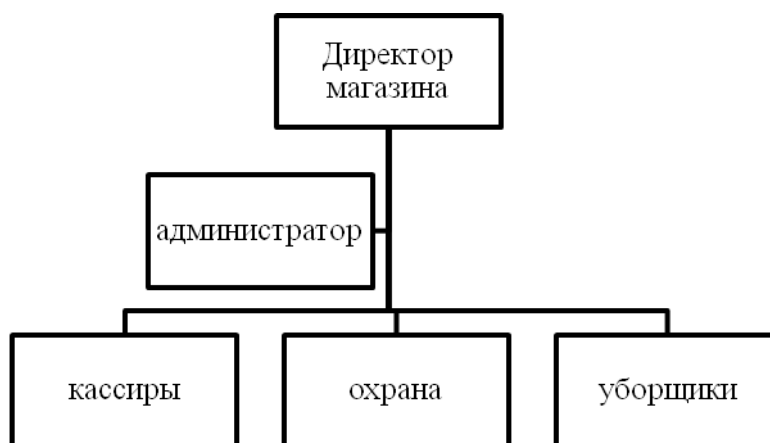 Директор
магазина
администратор
кассиры
охрана
уборщики